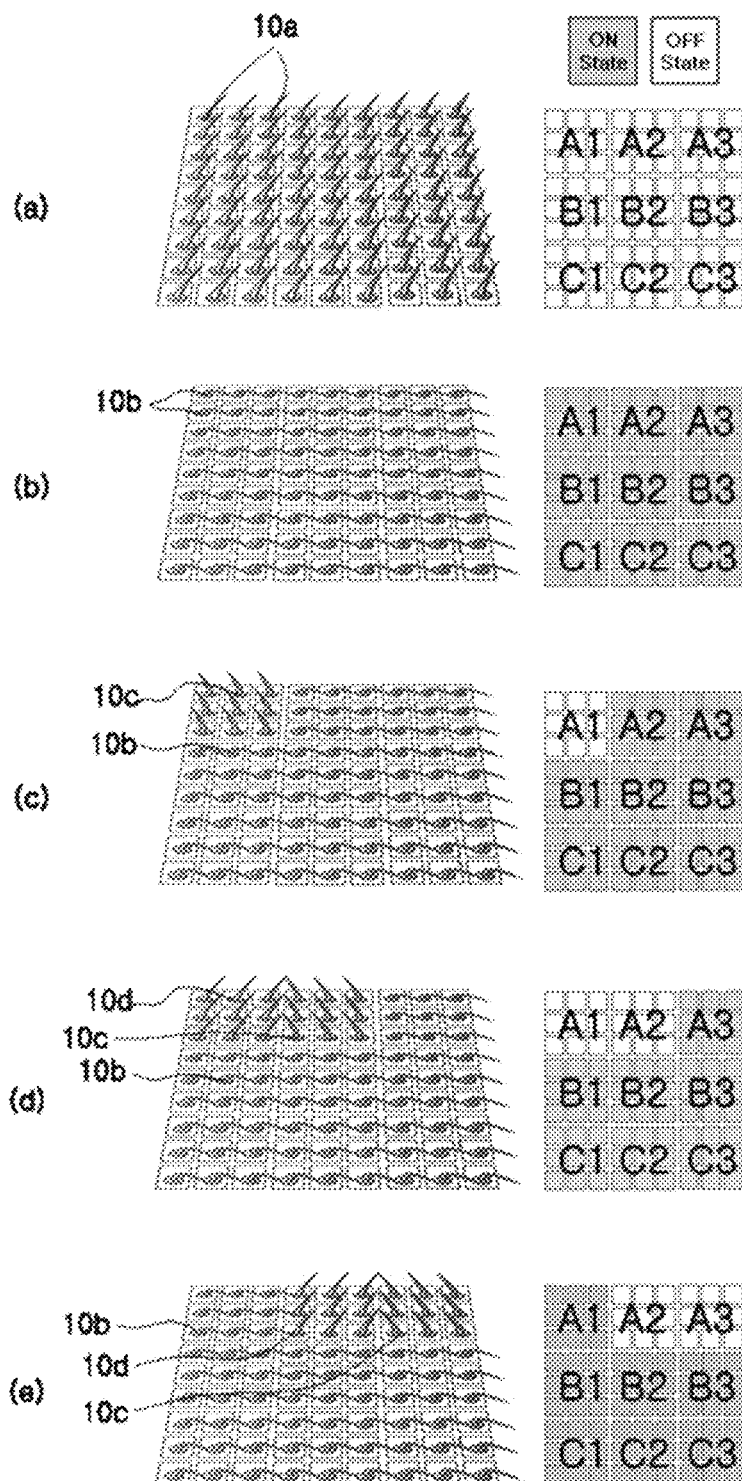 10a
ON State
OFF State
(a)
A1 A2 A3
B1 B2 B3
C1 C2 C3
10b
(b)
A1 A2 A3
B1 B2 B3
C1 C2 C3
10c
10b
(c)
A1 A2 A3
B1 B2 B3
C1 C2 C3
10d
10c
10b
(d)
A1 A2 A3
B1 B2 B3
C1 C2 C3
10b
10d
10c
(e)
A1 A2 A3
B1 B2 B3
C1 C2 C3